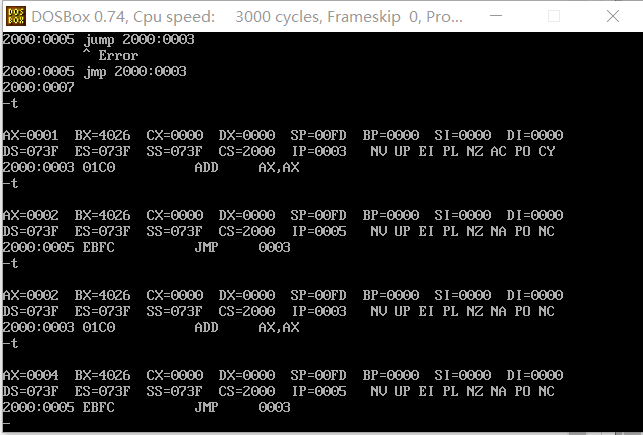 DOS BOX DOSBox 0.74, Cpu speed: 3000 cycles, Frameskip 0, Pro...
2000:0005 jump 2000:0003
^ Error
2000:0005 jmp 2000:0003
2000:0007
-t
AX=0001 BX=4026 CX=0000 DX=0000 SP=00FD BP=0000 SI=0000 DI=0000
DS=073F ES=073F SS=073F CS=2000 IP=0003 NV UP EI PL NZ AC PO CY
2000:0003 01C0 ADD AX,AX
-t
AX=0002 BX=4026 CX=0000 DX=0000 SP=00FD BP=0000 SI=0000 DI=0000
DS=073F ES=073F SS=073F CS=2000 IP=0005 NV UP EI PL NZ NA PO NC
2000:0005 EBFC JMP 0003
-t
AX=0002 BX=4026 CX=0000 DX=0000 SP=00FD BP=0000 SI=0000 DI=0000
DS=073F ES=073F SS=073F CS=2000 IP=0003 NV UP EI PL NZ NA PO NC
2000:0003 01C0 ADD AX,AX
-t
AX=0004 BX=4026 CX=0000 DX=0000 SP=00FD BP=0000 SI=0000 DI=0000
DS=073F ES=073F SS=073F CS=2000 IP=0005 NV UP EI PL NZ NA PO NC
2000:0005 EBFC JMP 0003
-